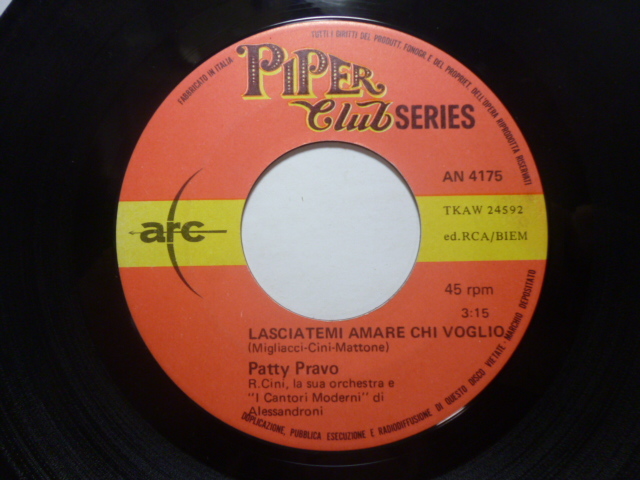 FABBRICATO IN ITALIA
TUTTI I DIRITTI DEL PRODUTT. FONOGR. E DEL PROPRIET. DELL'OPERA RIPRODOTTA RISERVATI
PIPER
Club SERIES
AN 4175
arc
TKAW 24592
ed.RCA/BIEM
45 rpm
3:15
LASCIATEMI AMARE CHI VOGLIO
(Migliacci-Cini-Mattone)
Patty Pravo
R.Cini, la sua orchestra e
"I Cantori Moderni" di
Alessandroni
DUPLICAZIONE, PUBBLICA ESECUZIONE E RADIODIFFUSIONE DI QUESTO DISCO VIETATE, MARCHIO DEPOSITATO